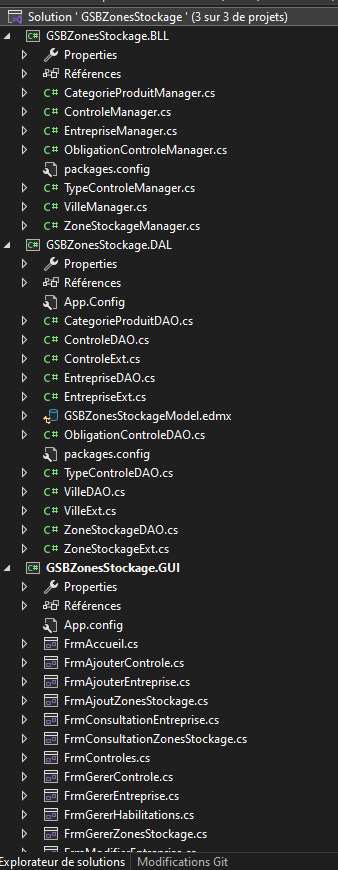 Solution ' GSBZonesStockage ' (3 sur 3 de projets)
GSBZonesStockage.BLL
Properties
Références
C# CategorieProduitManager.cs
C# ControleManager.cs
C# EntrepriseManager.cs
C# ObligationControleManager.cs
packages.config
C# TypeControleManager.cs
C# VilleManager.cs
C# ZoneStockageManager.cs
GSBZonesStockage.DAL
Properties
Références
App.Config
C# CategorieProduitDAO.cs
C# ControleDAO.cs
C# ControleExt.cs
C# EntrepriseDAO.cs
C# EntrepriseExt.cs
GSBZonesStockageModel.edmx
C# ObligationControleDAO.cs
packages.config
C# TypeControleDAO.cs
C# VilleDAO.cs
C# VilleExt.cs
C# ZoneStockageDAO.cs
C# ZoneStockageExt.cs
GSBZonesStockage.GUI
Properties
Références
App.config
FrmAccueil.cs
FrmAjouterControle.cs
FrmAjouterEntreprise.cs
FrmAjoutZonesStockage.cs
FrmConsultationEntreprise.cs
FrmConsultationZonesStockage.cs
FrmControles.cs
FrmGererControle.cs
FrmGererEntreprise.cs
FrmGererHabilitations.cs
FrmGererZonesStockage.cs
FrmModifierEntreprise.cs
Explorateur de solutions Modifications Git